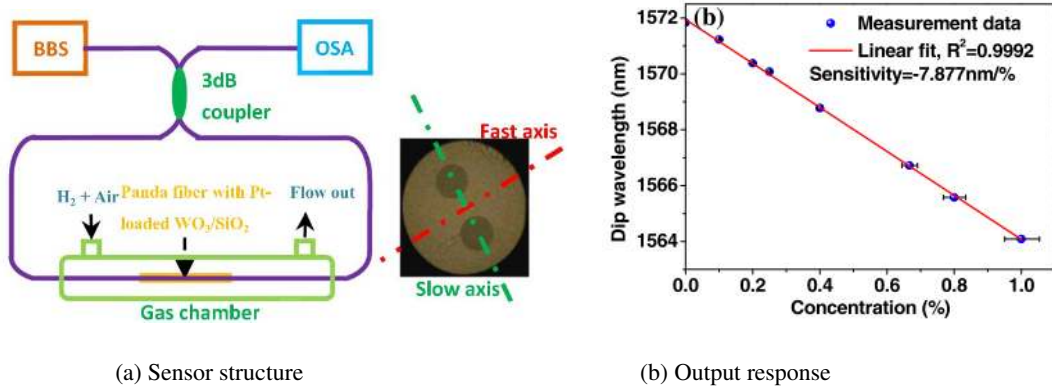 BBS
OSA
3dB
coupler
Fast axis
H₂ + Air
Panda fiber with Pt-
loaded WO₃/SiO₂
Flow out
Slow axis
Gas chamber
(b)
Measurement data
Linear fit, R²=0.9992
Sensitivity=-7.877nm/%
Dip wavelength (nm)
1572
1570
1568
1566
1564
0.0 0.2 0.4 0.6 0.8 1.0
Concentration (%)
(a) Sensor structure
(b) Output response